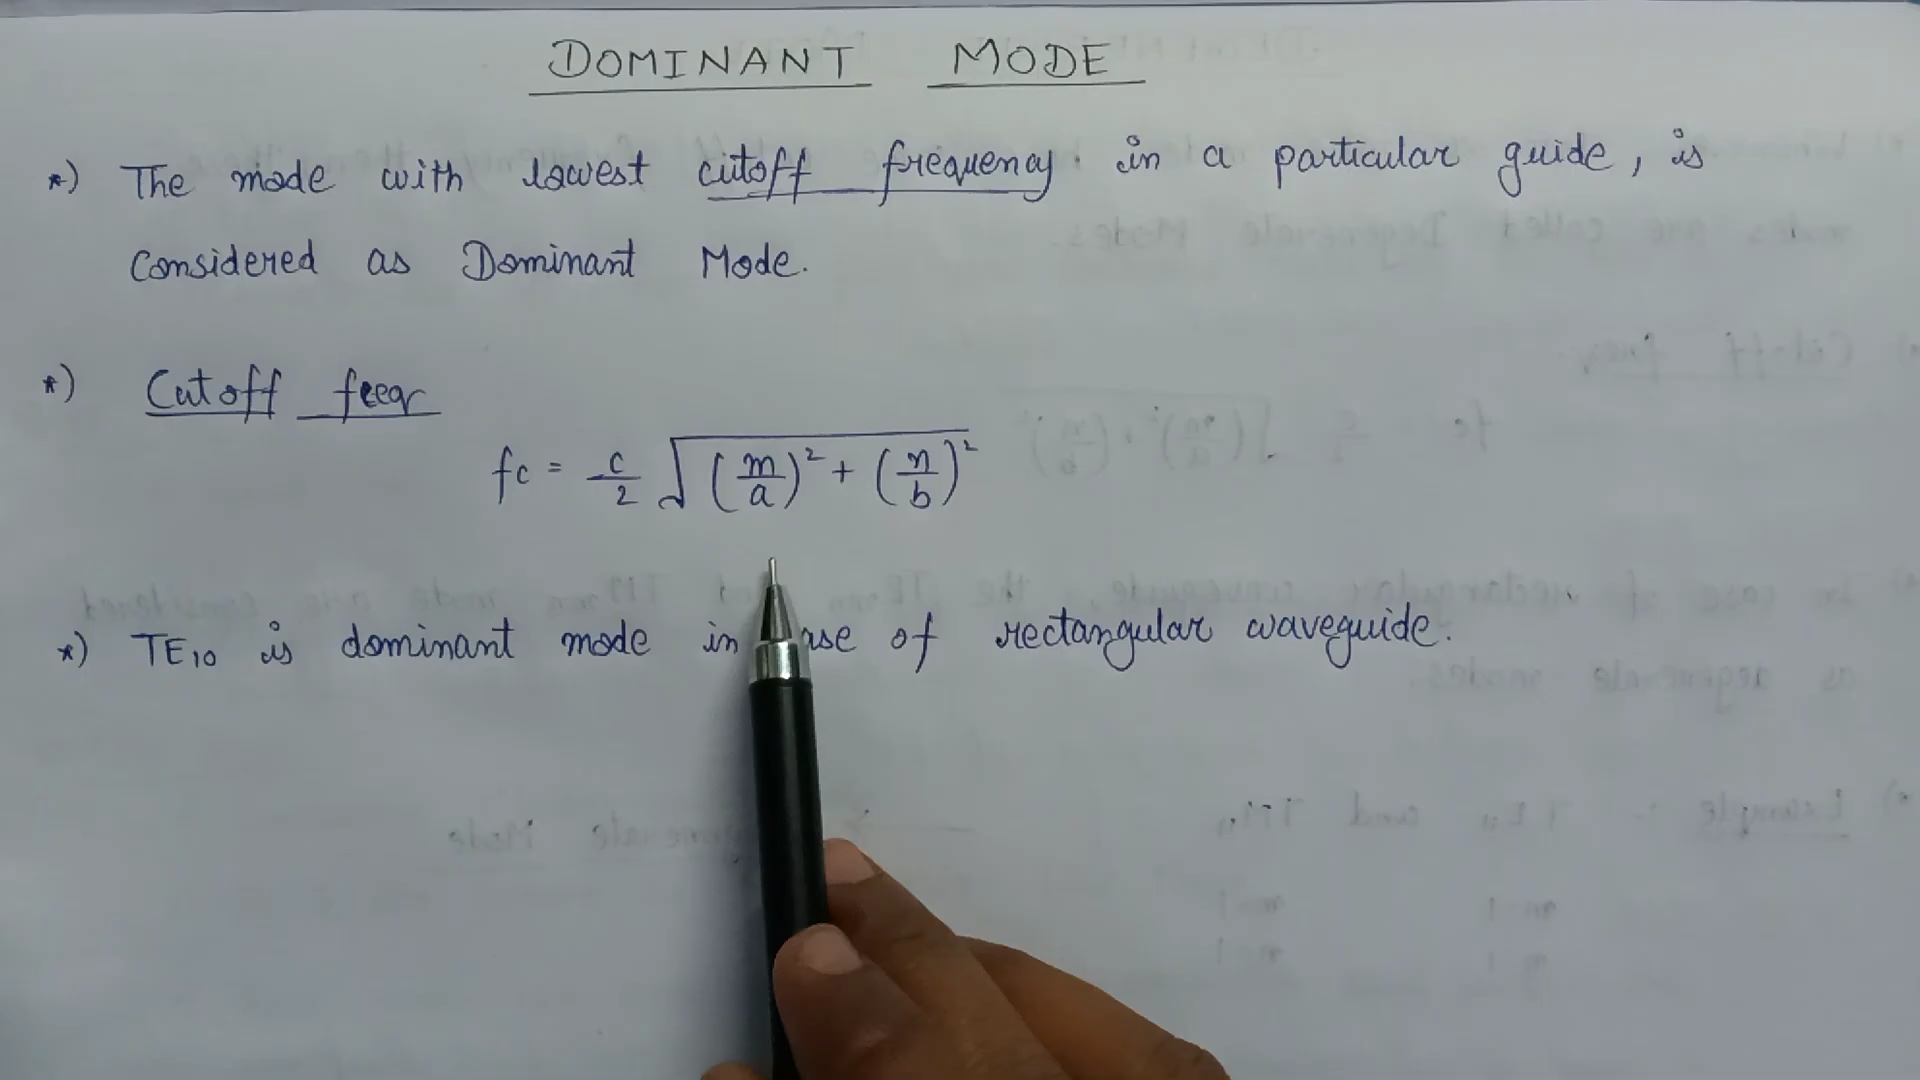 DOMINANT MODE
*) The mode with lowest cutoff frequency in a particular guide, is
Considered as Dominant Mode.
*) Cutoff freq
fc = c/2 √(m/a)² + (n/b)²
*) TE₁₀ is dominant mode in ase of rectangular waveguide.